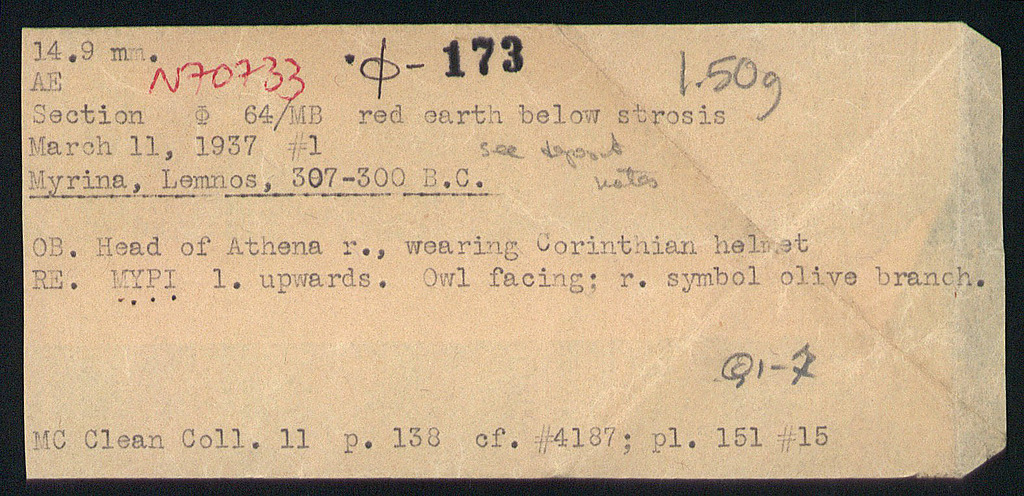 14.9 mm.
AE
N70733
·Φ- 173
1.50g
Section Φ 64/MB red earth below strosis
March 11, 1937 #1
see deposit
notes
Myrina, Lemnos, 307-300 B.C.
OB. Head of Athena r., wearing Corinthian helmet
RE. ṂỴP̣Ị l. upwards. Owl facing; r. symbol olive branch.
MC Clean Coll. 11 p. 138 cf. #4187; pl. 151 #15